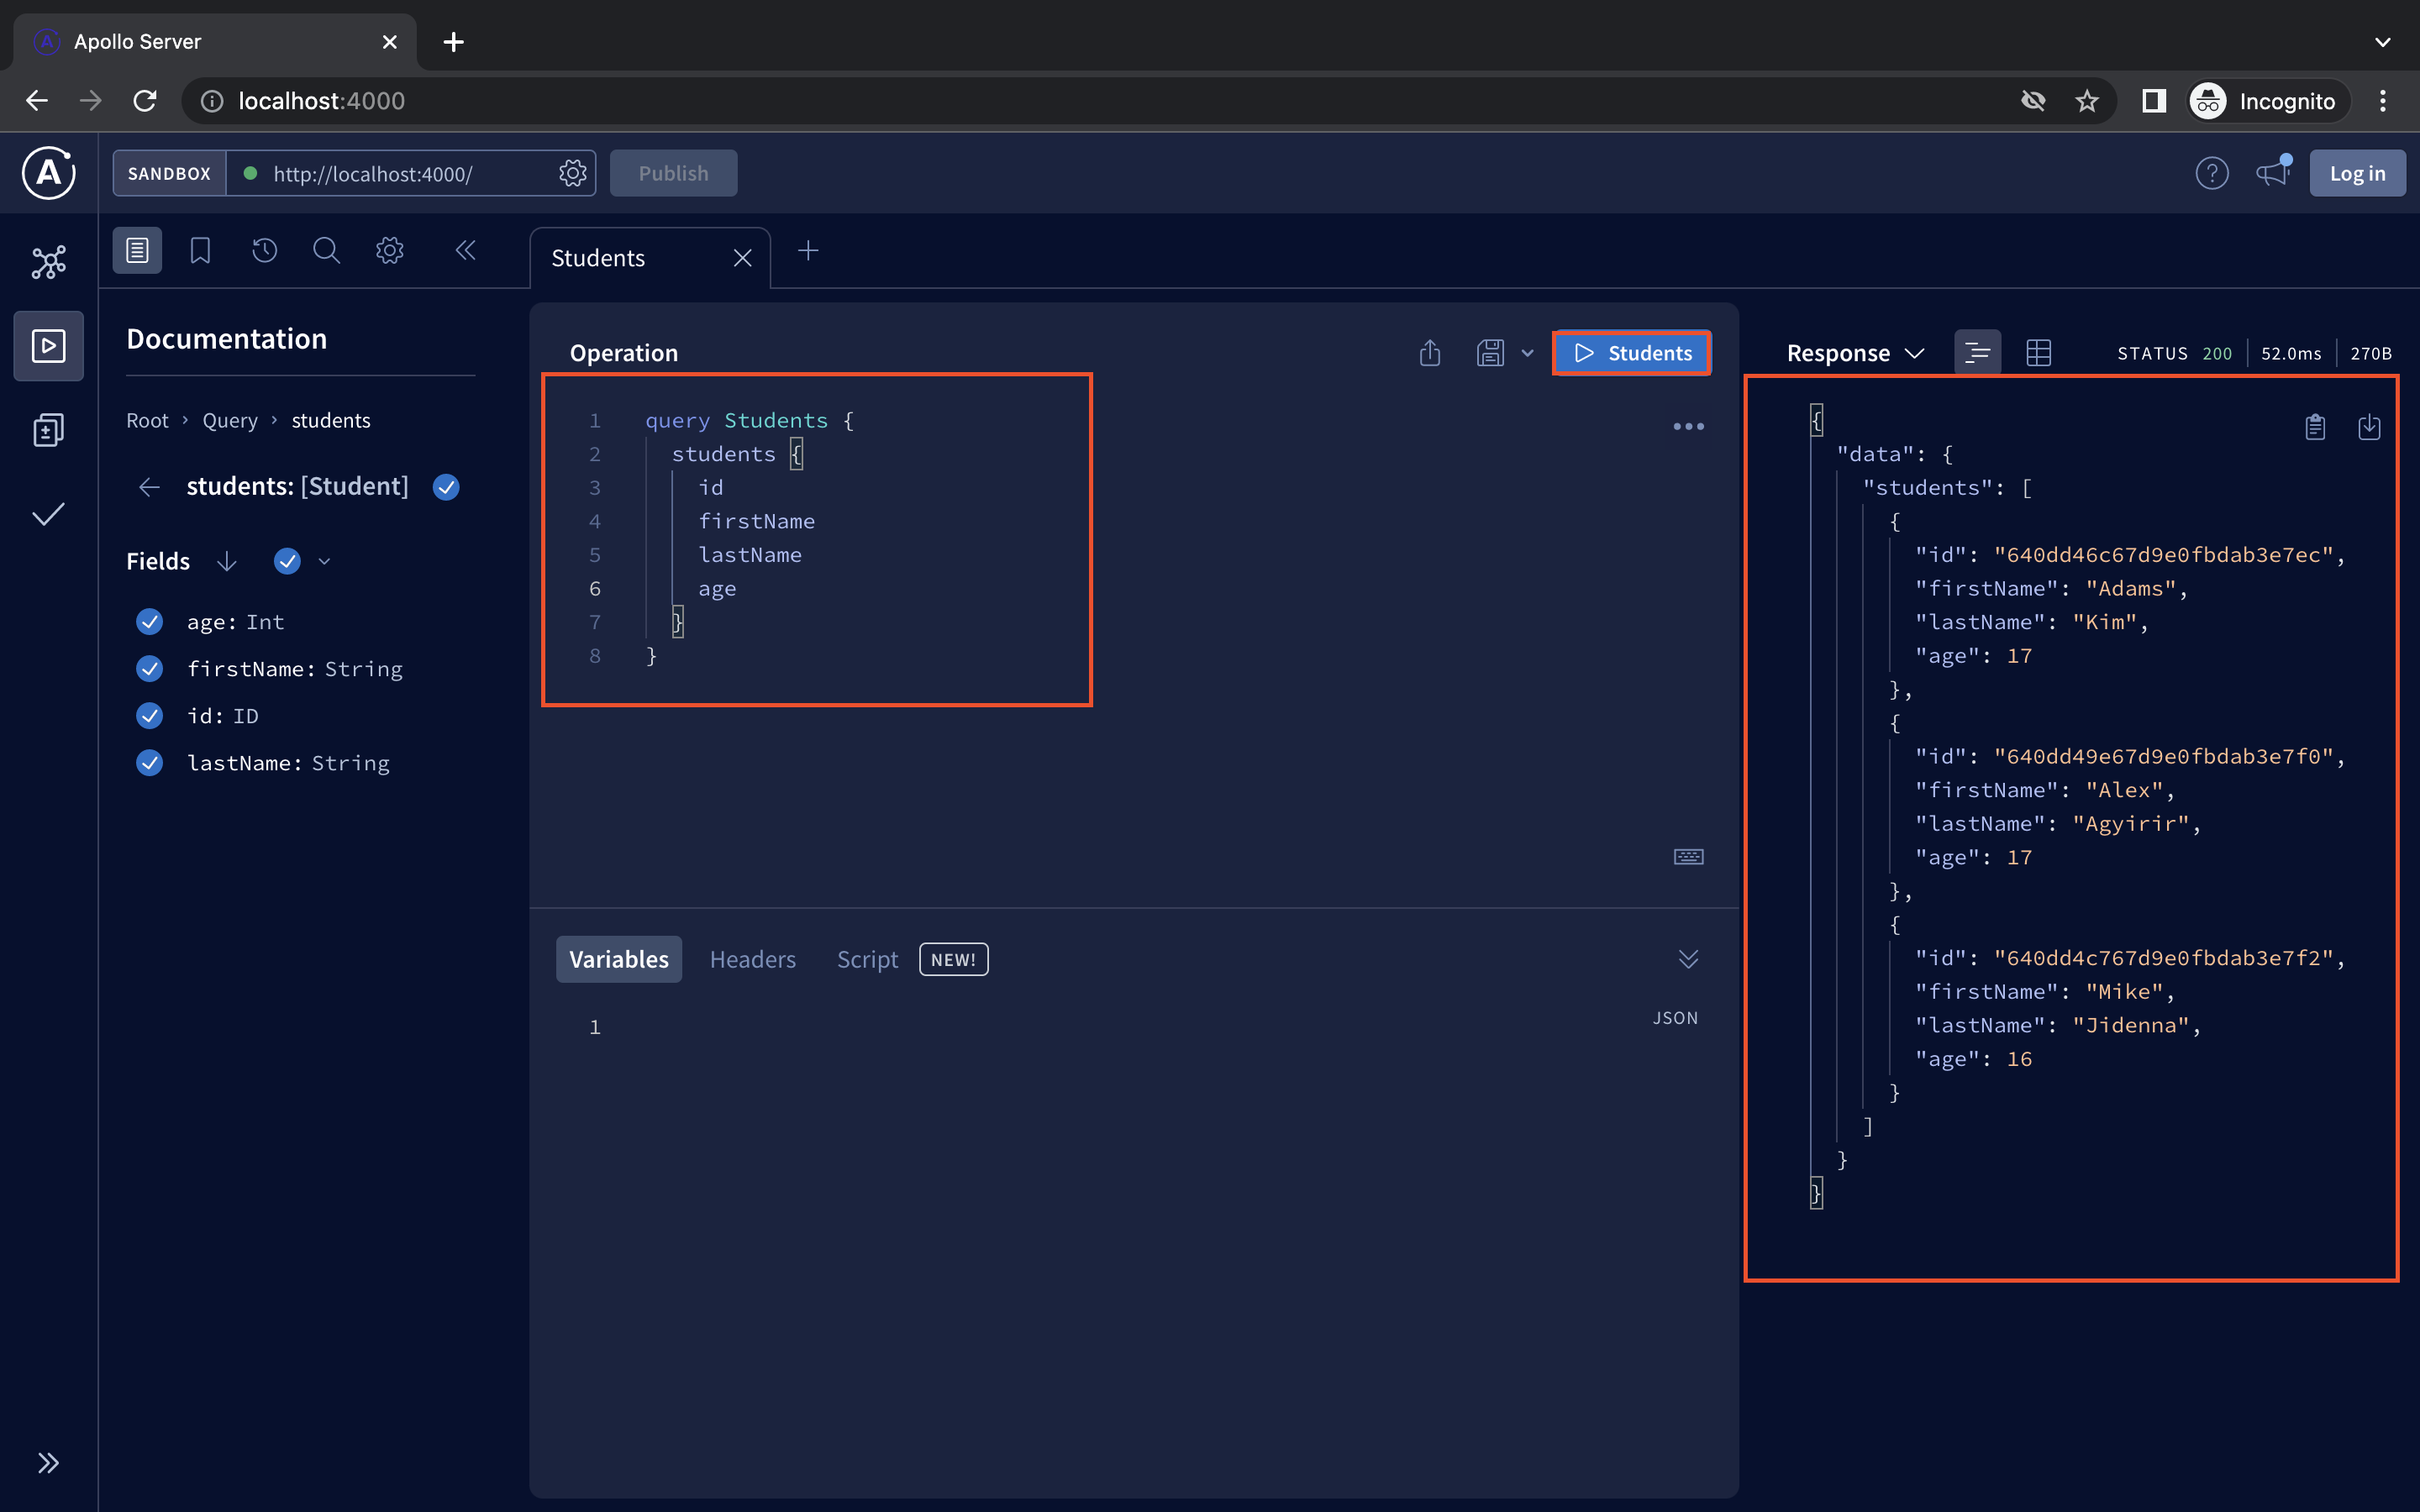 Apollo Server
localhost:4000
Incognito
SANDBOX
http://localhost:4000/
Publish
Log in
Students
Documentation
Root › Query › students
students: [Student]
Fields
age: Int
firstName: String
id: ID
lastName: String
Operation
Students
1 query Students {
2 students {
3 id
4 firstName
5 lastName
6 age
7 }
8 }
Variables
Headers
Script
NEW!
1
JSON
Response
STATUS 200
52.0ms
270B
{
"data": {
"students": [
{
"id": "640dd46c67d9e0fbdab3e7ec",
"firstName": "Adams",
"lastName": "Kim",
"age": 17
},
{
"id": "640dd49e67d9e0fbdab3e7f0",
"firstName": "Alex",
"lastName": "Agyirir",
"age": 17
},
{
"id": "640dd4c767d9e0fbdab3e7f2",
"firstName": "Mike",
"lastName": "Jidenna",
"age": 16
}
]
}
}